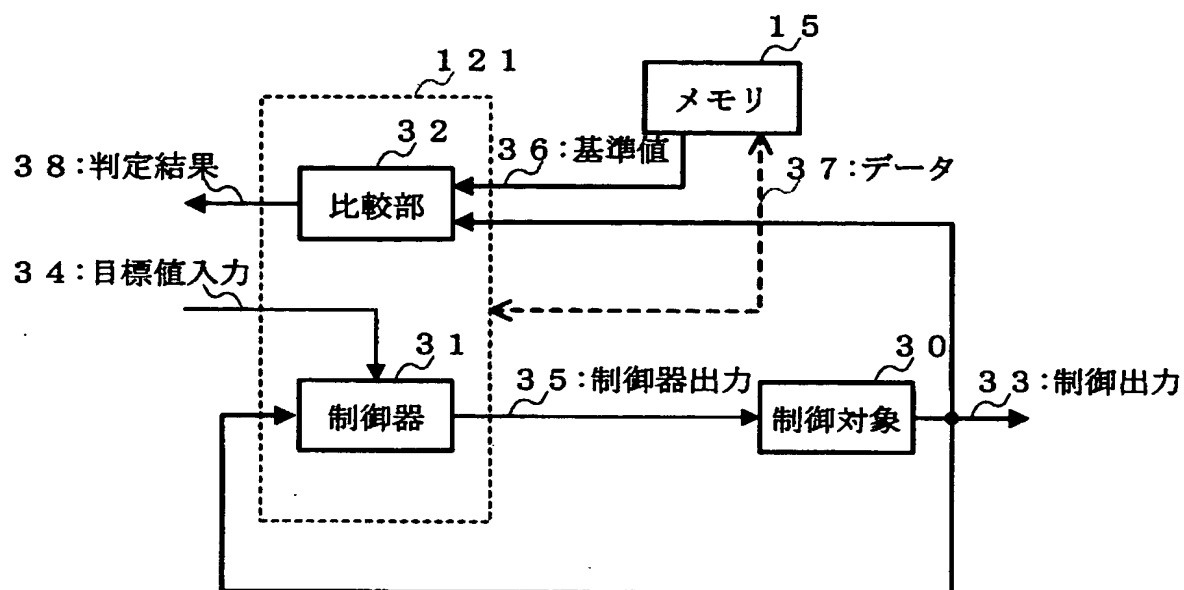 １５
１２１
メモリ
３２
３６：基準値
３８：判定結果
３７：データ
比較部
３４：目標値入力
３１
３０
３５：制御器出力
３３：制御出力
制御器
制御対象